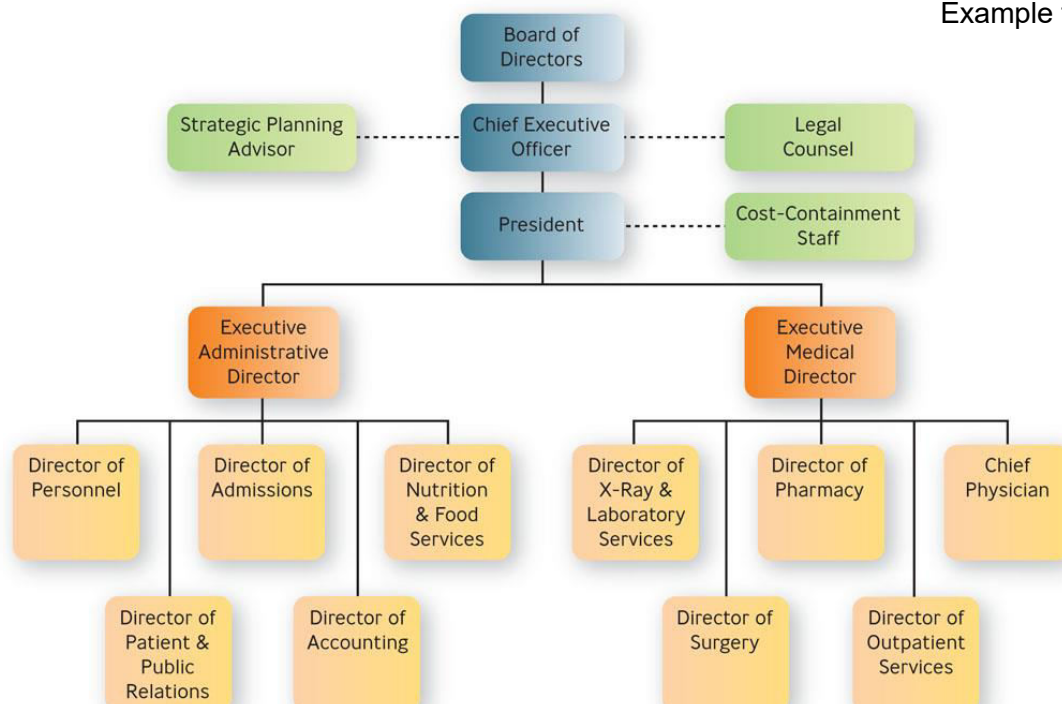 Example
Board of
Directors
Strategic Planning
Advisor
Chief Executive
Officer
Legal
Counsel
President
Cost-Containment
Staff
Executive
Administrative
Director
Executive
Medical
Director
Director of
Personnel
Director of
Admissions
Director of
Nutrition
& Food
Services
Director of
X-Ray &
Laboratory
Services
Director of
Pharmacy
Chief
Physician
Director of
Patient &
Public
Relations
Director of
Accounting
Director of
Surgery
Director of
Outpatient
Services